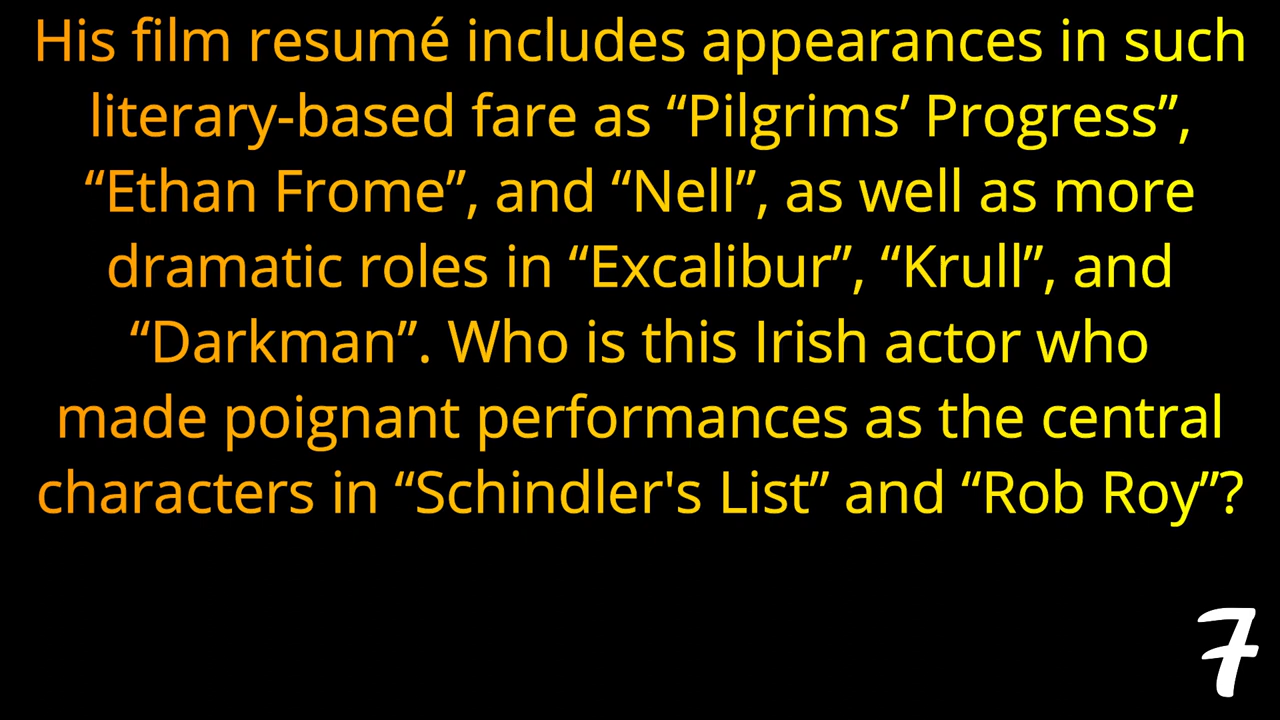 His film resumé includes appearances in such
literary-based fare as “Pilgrims’ Progress”,
“Ethan Frome”, and “Nell”, as well as more
dramatic roles in “Excalibur”, “Krull”, and
“Darkman”. Who is this Irish actor who
made poignant performances as the central
characters in “Schindler's List” and “Rob Roy”?
7